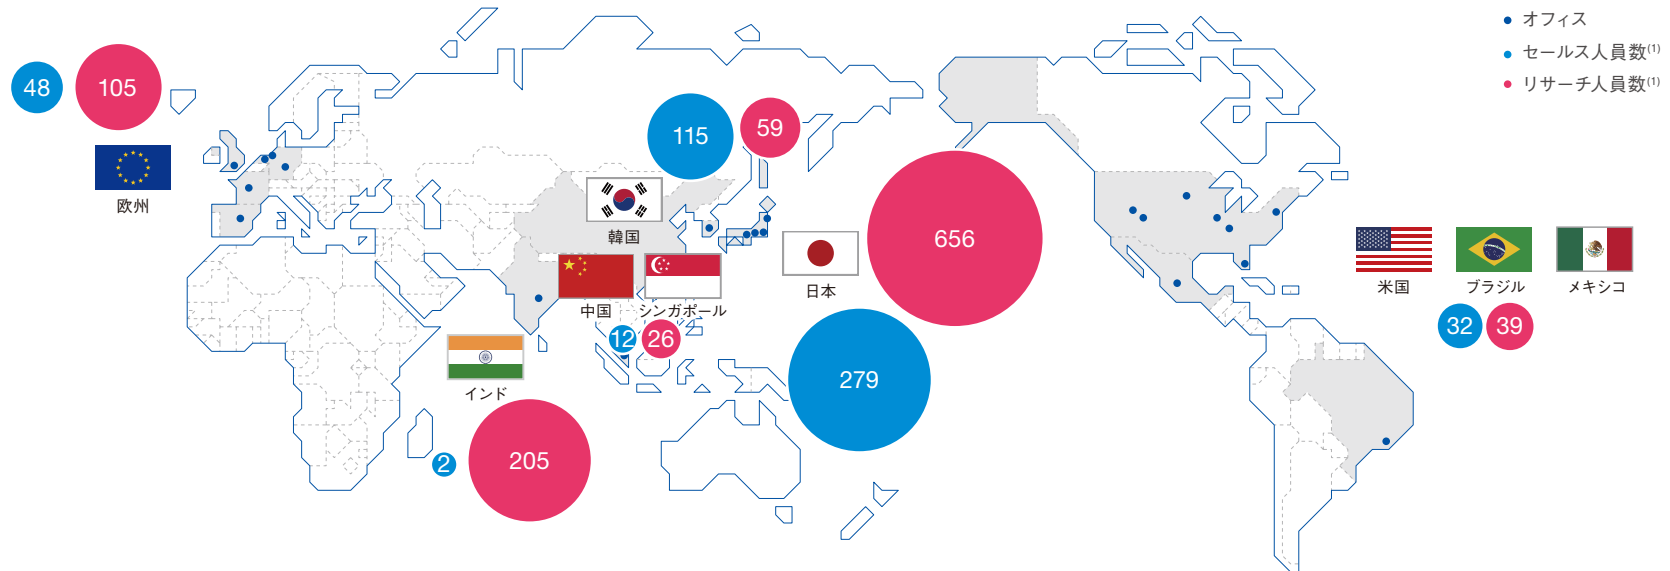 オフィス
セールス人員数(1)
リサーチ人員数(1)
48
105
欧州
115
59
韓国
656
日本
中国
シンガポール
12
26
279
インド
2
205
米国
ブラジル
メキシコ
32
39